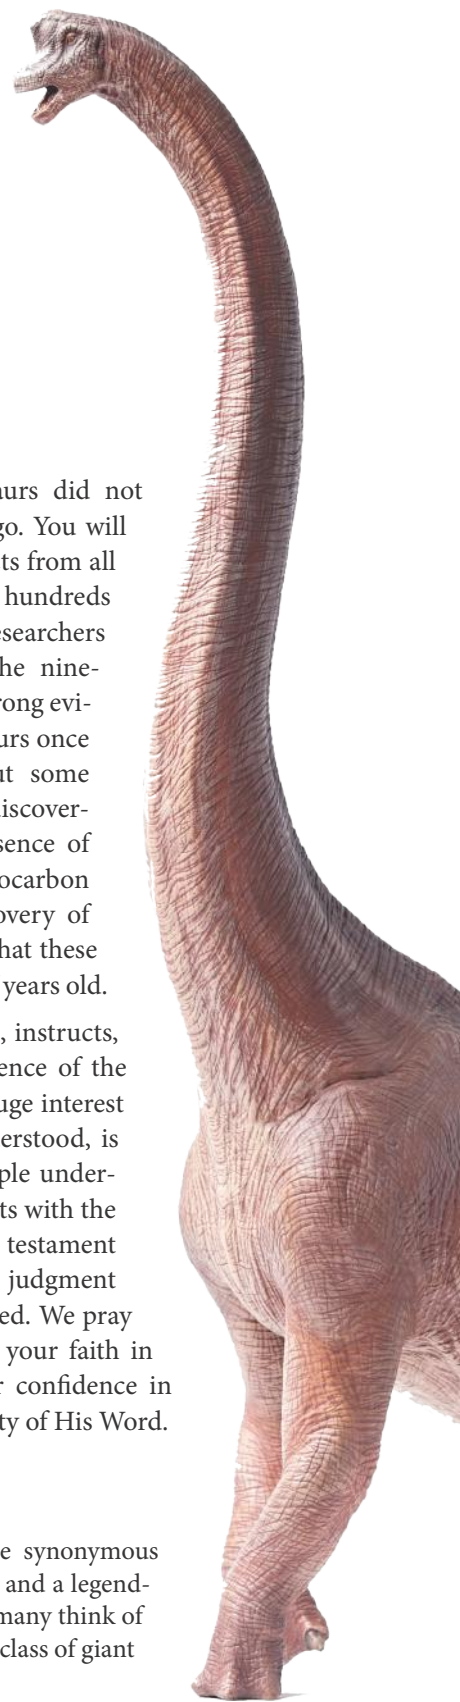 aurs did not
go. You will
ts from all
hundreds
esearchers
he nine-
rong evi-
urs once
ut some
iscover-
sence of
ocarbon
overy of
hat these
years old.
, instructs,
ence of the
uge interest
erstood, is
ple under-
ts with the
testament
judgment
ed. We pray
your faith in
r confidence in
ty of His Word.
e synonymous
and a legend-
many think of
class of giant